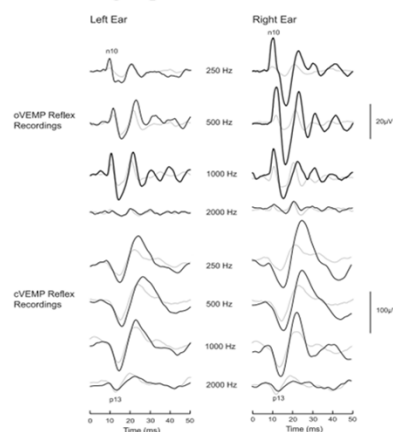 Left Ear
Right Ear
n10
n10
250 Hz
oVEMP Reflex
Recordings
500 Hz
20μV
1000 Hz
2000 Hz
250 Hz
cVEMP Reflex
Recordings
500 Hz
100μ
1000 Hz
2000 Hz
p13
p13
0 10 20 30 40 50
0 10 20 30 40 50
Time (ms)
Time (ms)